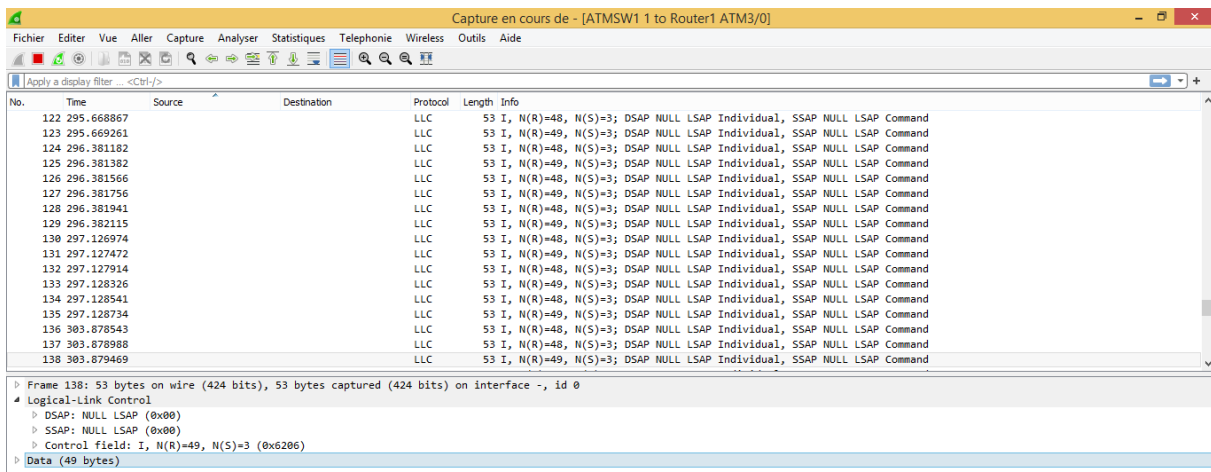 Capture en cours de - [ATMSW1 1 to Router1 ATM3/0]
Fichier Editer Vue Aller Capture Analyser Statistiques Telephonie Wireless Outils Aide
Apply a display filter ... <Ctrl-/>
No. Time Source Destination Protocol Length Info
122 295.668867 LLC 53 I, N(R)=48, N(S)=3; DSAP NULL LSAP Individual, SSAP NULL LSAP Command
123 295.669261 LLC 53 I, N(R)=49, N(S)=3; DSAP NULL LSAP Individual, SSAP NULL LSAP Command
124 296.381182 LLC 53 I, N(R)=48, N(S)=3; DSAP NULL LSAP Individual, SSAP NULL LSAP Command
125 296.381382 LLC 53 I, N(R)=49, N(S)=3; DSAP NULL LSAP Individual, SSAP NULL LSAP Command
126 296.381566 LLC 53 I, N(R)=48, N(S)=3; DSAP NULL LSAP Individual, SSAP NULL LSAP Command
127 296.381756 LLC 53 I, N(R)=49, N(S)=3; DSAP NULL LSAP Individual, SSAP NULL LSAP Command
128 296.381941 LLC 53 I, N(R)=48, N(S)=3; DSAP NULL LSAP Individual, SSAP NULL LSAP Command
129 296.382115 LLC 53 I, N(R)=49, N(S)=3; DSAP NULL LSAP Individual, SSAP NULL LSAP Command
130 297.126974 LLC 53 I, N(R)=48, N(S)=3; DSAP NULL LSAP Individual, SSAP NULL LSAP Command
131 297.127472 LLC 53 I, N(R)=49, N(S)=3; DSAP NULL LSAP Individual, SSAP NULL LSAP Command
132 297.127914 LLC 53 I, N(R)=48, N(S)=3; DSAP NULL LSAP Individual, SSAP NULL LSAP Command
133 297.128326 LLC 53 I, N(R)=49, N(S)=3; DSAP NULL LSAP Individual, SSAP NULL LSAP Command
134 297.128541 LLC 53 I, N(R)=48, N(S)=3; DSAP NULL LSAP Individual, SSAP NULL LSAP Command
135 297.128734 LLC 53 I, N(R)=49, N(S)=3; DSAP NULL LSAP Individual, SSAP NULL LSAP Command
136 303.878543 LLC 53 I, N(R)=48, N(S)=3; DSAP NULL LSAP Individual, SSAP NULL LSAP Command
137 303.878988 LLC 53 I, N(R)=48, N(S)=3; DSAP NULL LSAP Individual, SSAP NULL LSAP Command
138 303.879469 LLC 53 I, N(R)=49, N(S)=3; DSAP NULL LSAP Individual, SSAP NULL LSAP Command
Frame 138: 53 bytes on wire (424 bits), 53 bytes captured (424 bits) on interface -, id 0
Logical-Link Control
DSAP: NULL LSAP (0x00)
SSAP: NULL LSAP (0x00)
Control field: I, N(R)=49, N(S)=3 (0x6206)
Data (49 bytes)